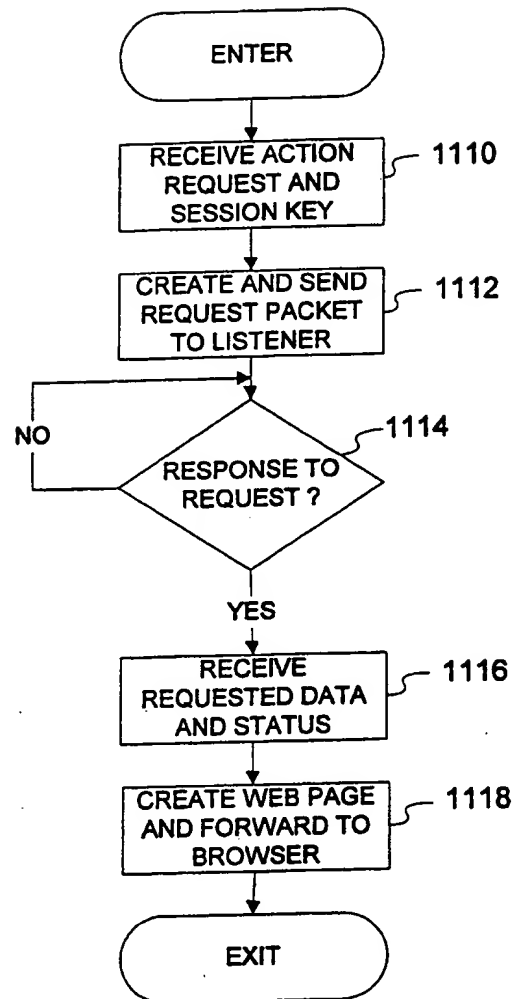 ENTER
RECEIVE ACTION
REQUEST AND
SESSION KEY
1110
CREATE AND SEND
REQUEST PACKET
TO LISTENER
1112
NO
1114
RESPONSE TO
REQUEST ?
YES
RECEIVE
REQUESTED DATA
AND STATUS
1116
CREATE WEB PAGE
AND FORWARD TO
BROWSER
1118
EXIT